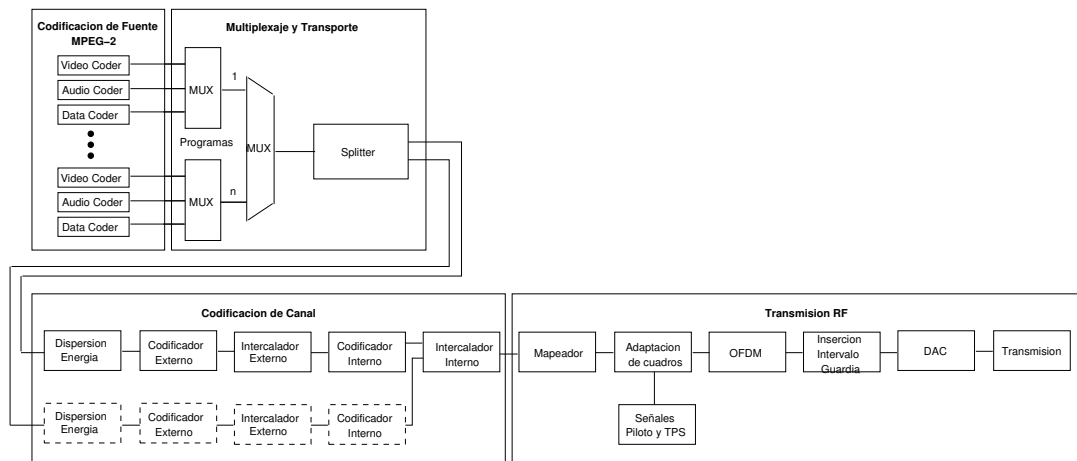 Codificacion de Fuente
MPEG–2
Video Coder
Audio Coder
Data Coder
Video Coder
Audio Coder
Data Coder
Multiplexaje y Transporte
MUX
1
Programas
MUX
n
MUX
Splitter
Codificacion de Canal
Dispersion
Energia
Codificador
Externo
Intercalador
Externo
Codificador
Interno
Intercalador
Interno
Dispersion
Energia
Codificador
Externo
Intercalador
Externo
Codificador
Interno
Transmision RF
Mapeador
Adaptacion
de cuadros
OFDM
Insercion
Intervalo
Guardia
DAC
Transmision
Señales
Piloto y TPS